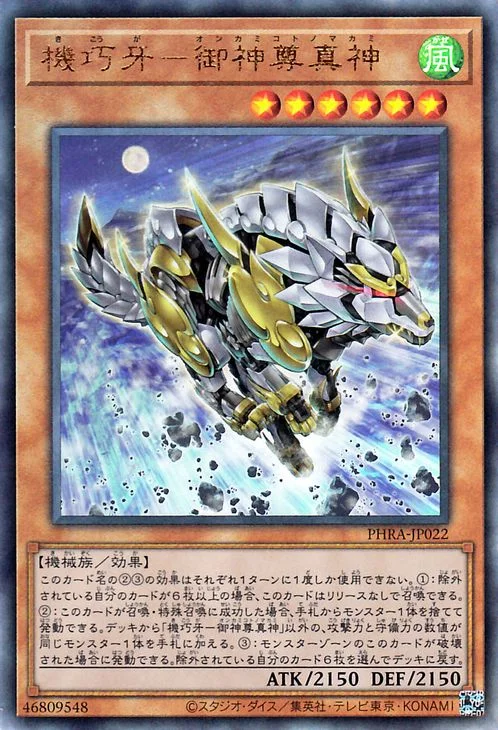 きこうが オンカミコトノマカミ
機巧牙-御神尊真神
風
PHRA-JP022
【機械族/効果】
このカード名の②③の効果はそれぞれ1ターンに1度しか使用できない。①:除外
されている自分のカードが6枚以上の場合、このカードはリリースなしで召喚できる。
②:このカードが召喚・特殊召喚に成功した場合、手札からモンスター1体を捨てて
発動できる。デッキから「機巧牙-御神尊真神」以外の、攻撃力と守備力の数値が
同じモンスター1体を手札に加える。③:モンスターゾーンのこのカードが破壊
された場合に発動できる。除外されている自分のカード6枚を選んでデッキに戻す。
ATK/2150 DEF/2150
46809548 ©スタジオ・ダイス/集英社・テレビ東京・KONAMI